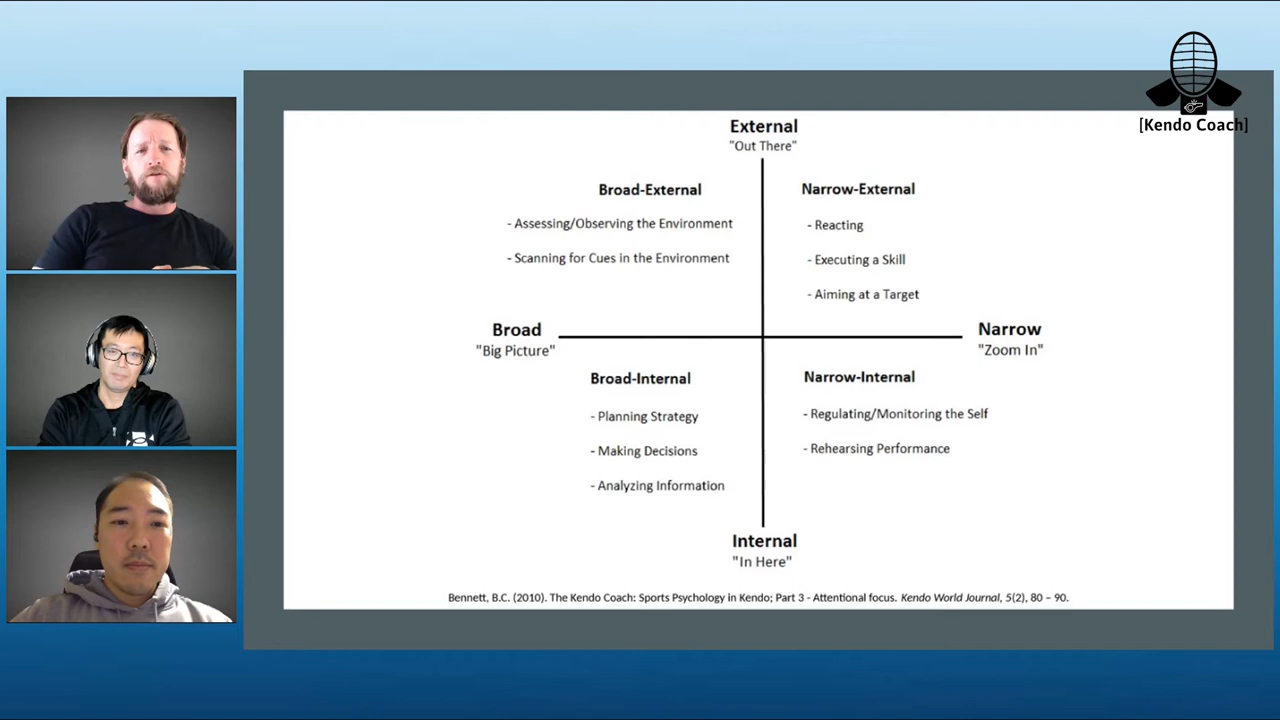 [Kendo Coach]
External
"Out There"
Broad-External
- Assessing/Observing the Environment
- Scanning for Cues in the Environment
Narrow-External
- Reacting
- Executing a Skill
- Aiming at a Target
Broad
"Big Picture"
Narrow
"Zoom In"
Broad-Internal
- Planning Strategy
- Making Decisions
- Analyzing Information
Narrow-Internal
- Regulating/Monitoring the Self
- Rehearsing Performance
Internal
"In Here"
Bennett, B.C. (2010). The Kendo Coach: Sports Psychology in Kendo; Part 3 - Attentional focus. Kendo World Journal, 5(2), 80 – 90.